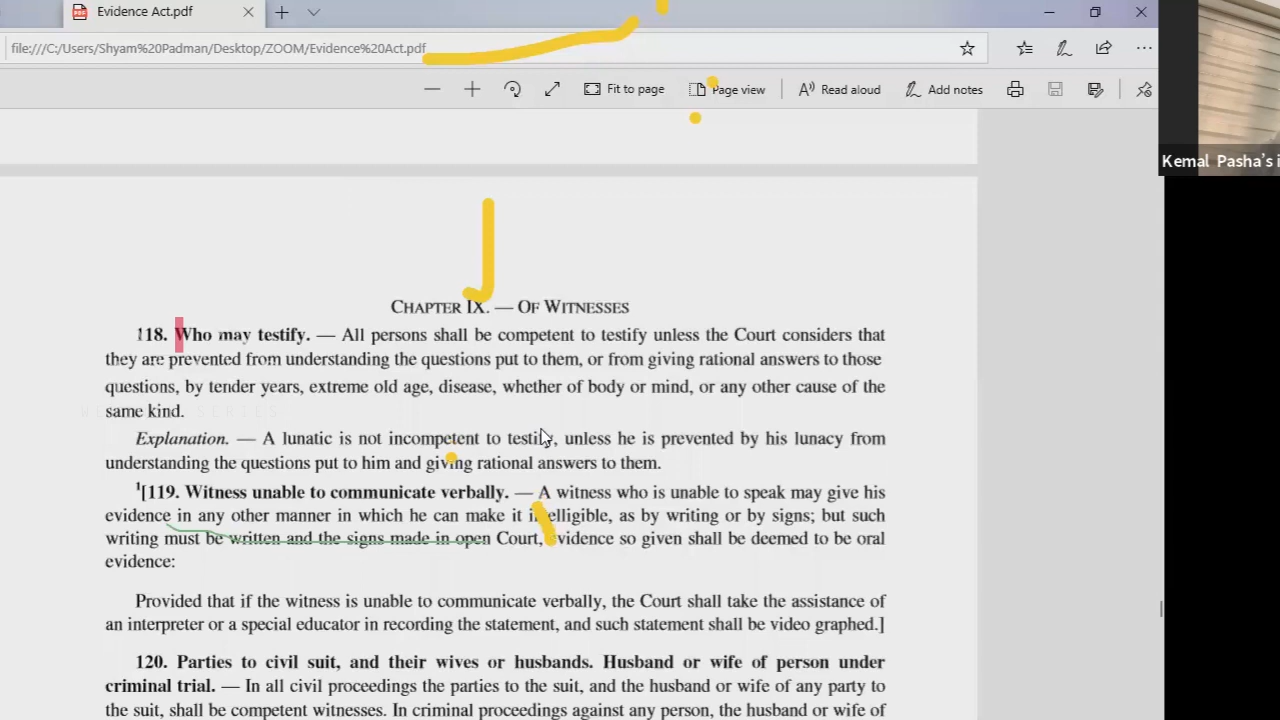 Evidence Act.pdf
file:///C:/Users/Shyam%20Padman/Desktop/ZOOM/Evidence%20Act.pdf
Fit to page
Page view
Read aloud
Add notes
Kemal Pasha's i
CHAPTER IX. — OF WITNESSES
118. Who may testify. — All persons shall be competent to testify unless the Court considers that
they are prevented from understanding the questions put to them, or from giving rational answers to those
questions, by tender years, extreme old age, disease, whether of body or mind, or any other cause of the
same kind.
Explanation. — A lunatic is not incompetent to testify, unless he is prevented by his lunacy from
understanding the questions put to him and giving rational answers to them.
¹[119. Witness unable to communicate verbally. — A witness who is unable to speak may give his
evidence in any other manner in which he can make it intelligible, as by writing or by signs; but such
writing must be written and the signs made in open Court, evidence so given shall be deemed to be oral
evidence:
Provided that if the witness is unable to communicate verbally, the Court shall take the assistance of
an interpreter or a special educator in recording the statement, and such statement shall be video graphed.]
120. Parties to civil suit, and their wives or husbands. Husband or wife of person under
criminal trial. — In all civil proceedings the parties to the suit, and the husband or wife of any party to
the suit, shall be competent witnesses. In criminal proceedings against any person, the husband or wife of